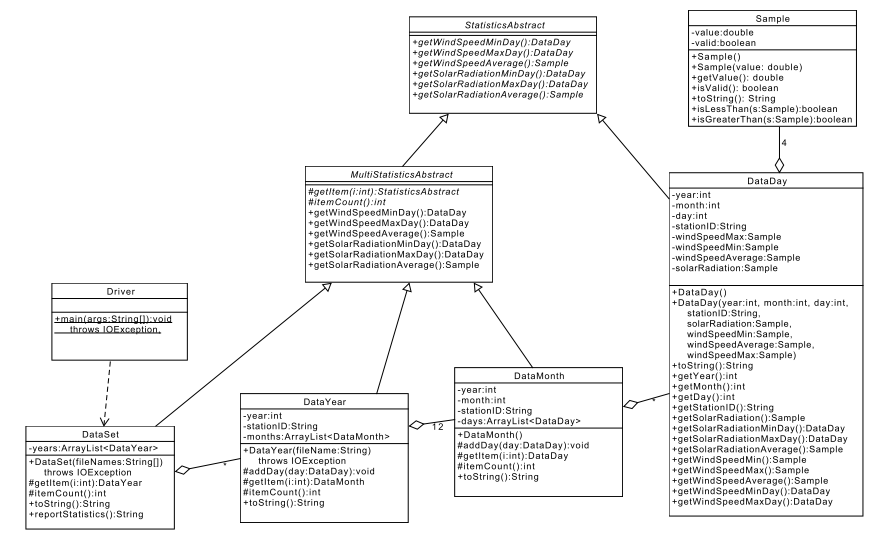 StatisticsAbstract
+getWindSpeedMinDay():DataDay
+getWindSpeedMaxDay():DataDay
+getWindSpeedAverage():Sample
+getSolarRadiationMinDay():DataDay
+getSolarRadiationMaxDay():DataDay
+getSolarRadiationAverage():Sample
Sample
-value:double
-valid:boolean
+Sample()
+Sample(value: double)
+getValue(): double
+isValid(): boolean
+toString(): String
+isLessThan(s:Sample):boolean
+isGreaterThan(s:Sample):boolean
4
MultiStatisticsAbstract
#getItem(i:int):StatisticsAbstract
#itemCount():int
+getWindSpeedMinDay():DataDay
+getWindSpeedMaxDay():DataDay
+getWindSpeedAverage():Sample
+getSolarRadiationMinDay():DataDay
+getSolarRadiationMaxDay():DataDay
+getSolarRadiationAverage():Sample
DataDay
-year:int
-month:int
-day:int
-stationID:String
-windSpeedMax:Sample
-windSpeedMin:Sample
-windSpeedAverage:Sample
-solarRadiation:Sample
+DataDay()
+DataDay(year:int, month:int, day:int,
stationID:String,
solarRadiation:Sample,
windSpeedMin:Sample,
windSpeedAverage:Sample,
windSpeedMax:Sample)
+toString():String
+getYear():int
+getMonth():int
+getDay():int
+getStationID():String
+getSolarRadiation():Sample
+getSolarRadiationMinDay():DataDay
+getSolarRadiationMaxDay():DataDay
+getSolarRadiationAverage():Sample
+getWindSpeedMin():Sample
+getWindSpeedMax():Sample
+getWindSpeedAverage():Sample
+getWindSpeedMinDay():DataDay
+getWindSpeedMaxDay():DataDay
Driver
+main(args:String[]):void
throws IOException,
DataSet
-years:ArrayList<DataYear>
+DataSet(fileNames:String[])
throws IOException
#getItem(i:int):DataYear
#itemCount():int
+toString():String
+reportStatistics():String
*
DataYear
-year:int
-stationID:String
-months:ArrayList<DataMonth>
+DataYear(fileName:String)
throws IOException
#addDay(day:DataDay):void
#getItem(i:int):DataMonth
#itemCount():int
+toString():String
12
DataMonth
-year:int
-month:int
-stationID:String
-days:ArrayList<DataDay>
+DataMonth()
#addDay(day:DataDay):void
#getItem(i:int):DataDay
#itemCount():int
+toString():String
*